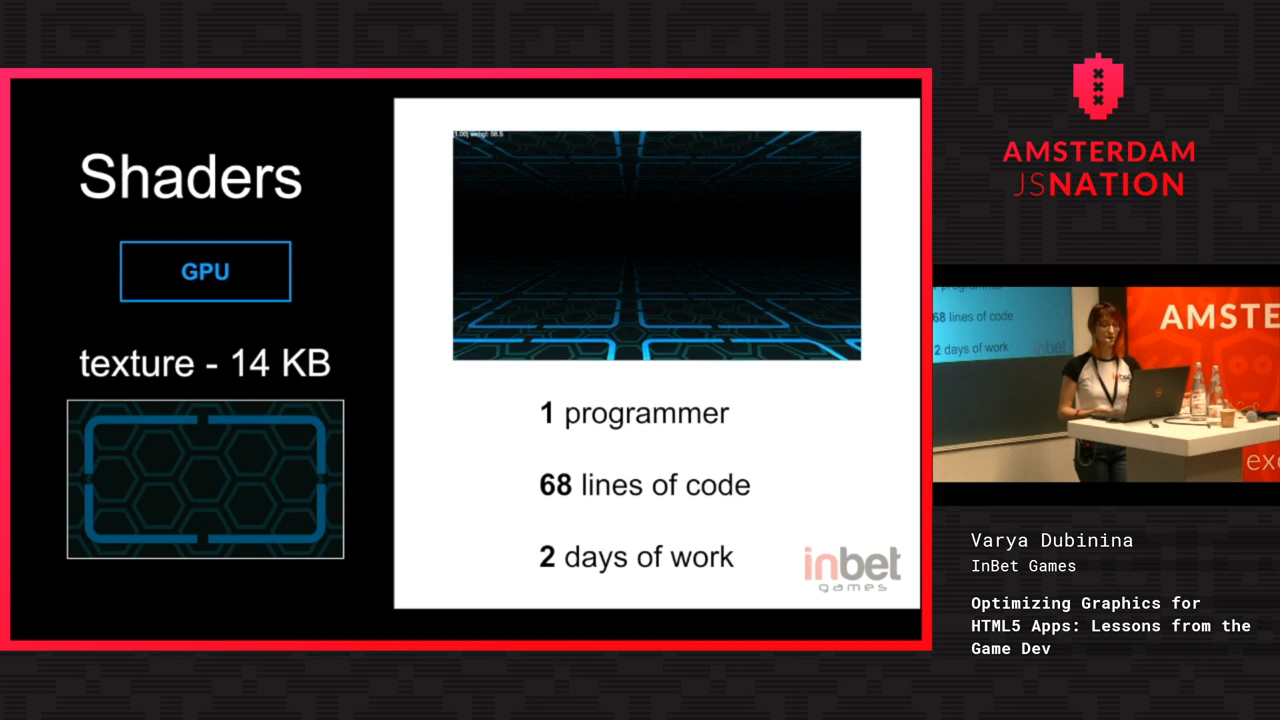 Shaders
GPU
texture - 14 KB
1 programmer
68 lines of code
2 days of work
inbet
games
AMSTERDAM
JSNATION
68 lines of code
2 days of work
inbet
AMSTE
inbet
Varya Dubinina
InBet Games
Optimizing Graphics for
HTML5 Apps: Lessons from the
Game Dev